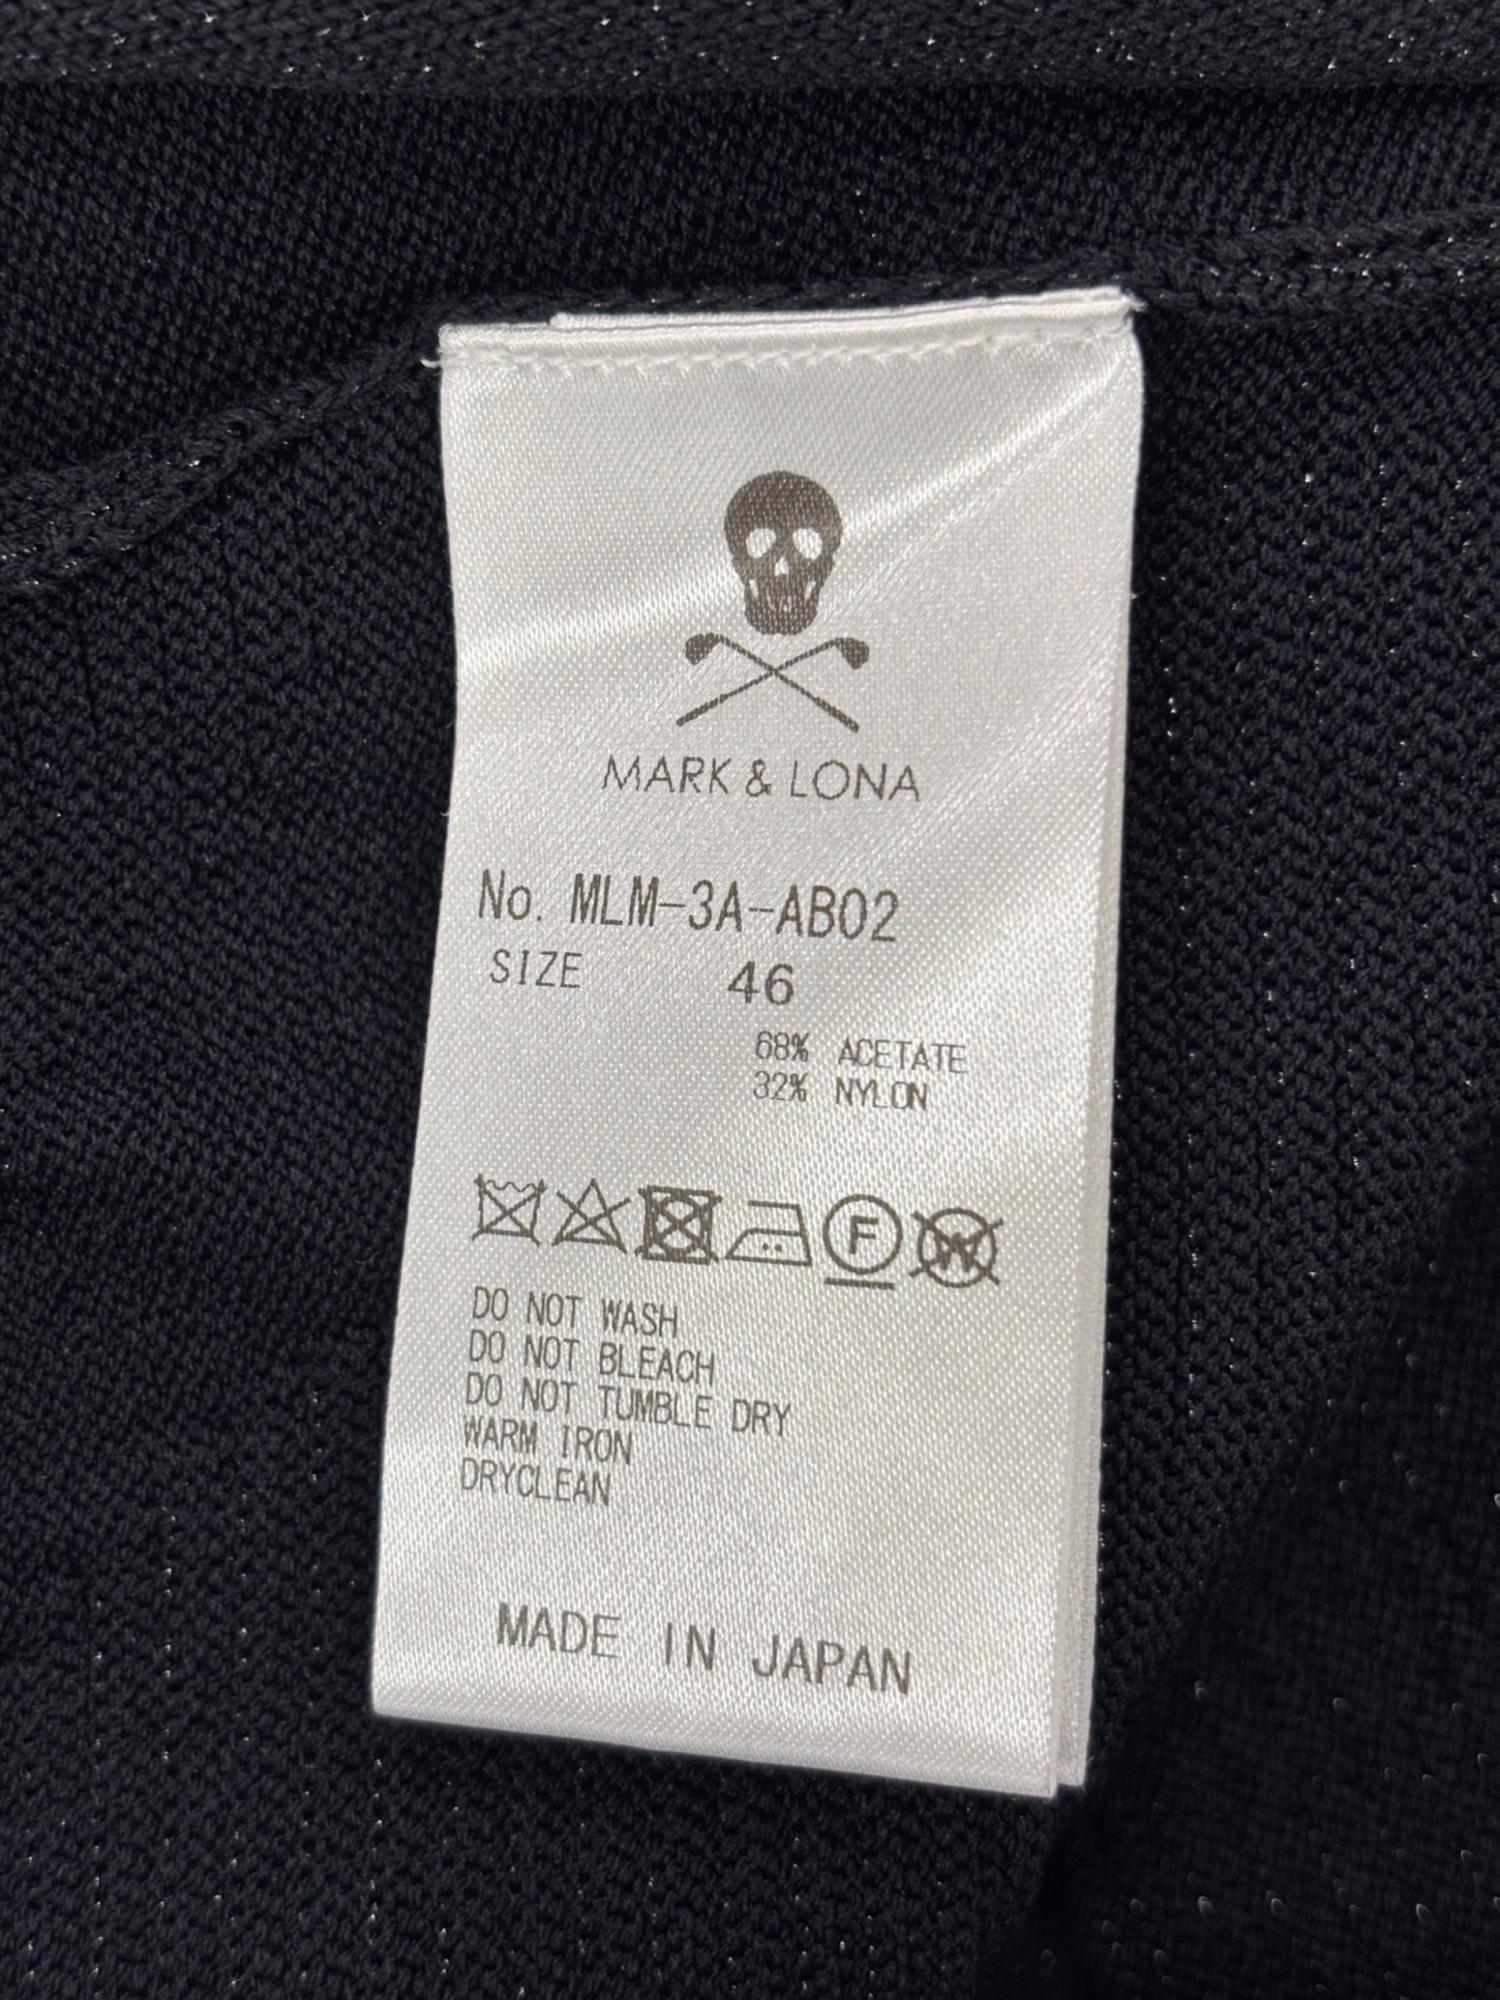 MARK & LONA
No. MLM-3A-AB02
SIZE 46
68% ACETATE
32% NYLON
F W
DO NOT WASH
DO NOT BLEACH
DO NOT TUMBLE DRY
WARM IRON
DRYCLEAN
MADE IN JAPAN